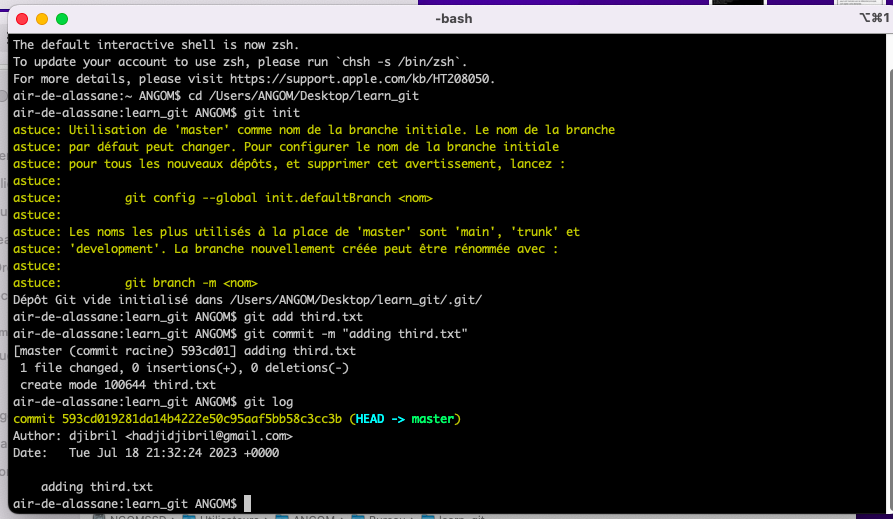 -bash
⌥⌘1
The default interactive shell is now zsh.
To update your account to use zsh, please run `chsh -s /bin/zsh`.
For more details, please visit https://support.apple.com/kb/HT208050.
air-de-alassane:~ ANGOM$ cd /Users/ANGOM/Desktop/learn_git
air-de-alassane:learn_git ANGOM$ git init
astuce: Utilisation de 'master' comme nom de la branche initiale. Le nom de la branche
astuce: par défaut peut changer. Pour configurer le nom de la branche initiale
astuce: pour tous les nouveaux dépôts, et supprimer cet avertissement, lancez :
astuce:
astuce: git config --global init.defaultBranch <nom>
astuce:
astuce: Les noms les plus utilisés à la place de 'master' sont 'main', 'trunk' et
astuce: 'development'. La branche nouvellement créée peut être rénommée avec :
astuce:
astuce: git branch -m <nom>
Dépôt Git vide initialisé dans /Users/ANGOM/Desktop/learn_git/.git/
air-de-alassane:learn_git ANGOM$ git add third.txt
air-de-alassane:learn_git ANGOM$ git commit -m "adding third.txt"
[master (commit racine) 593cd01] adding third.txt
1 file changed, 0 insertions(+), 0 deletions(-)
create mode 100644 third.txt
air-de-alassane:learn_git ANGOM$ git log
commit 593cd019281da14b4222e50c95aaf5bb58c3cc3b (HEAD -> master)
Author: djibril <hadjidjibril@gmail.com>
Date: Tue Jul 18 21:32:24 2023 +0000
adding third.txt
air-de-alassane:learn_git ANGOM$